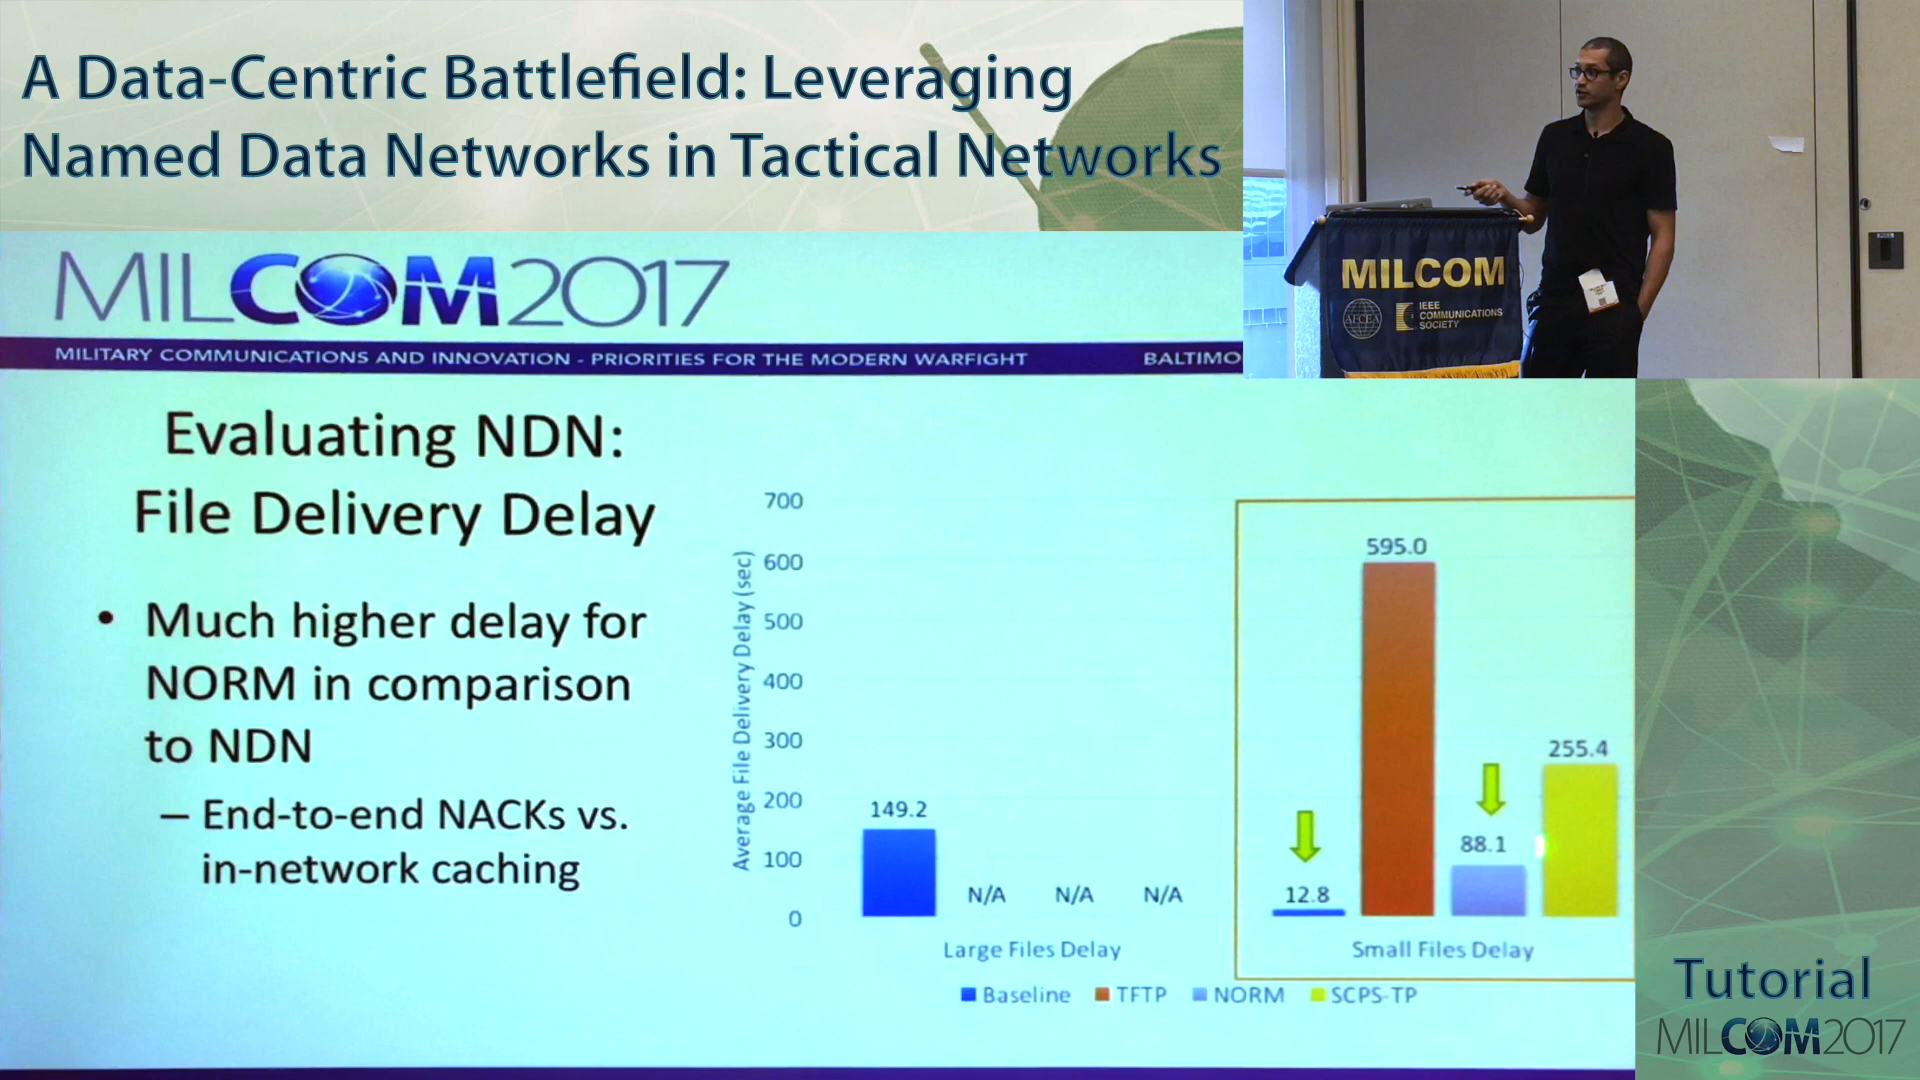 A Data-Centric Battlefield: Leveraging
Named Data Networks in Tactical Networks
MILCOM2017
MILITARY COMMUNICATIONS AND INNOVATION - PRIORITIES FOR THE MODERN WARFIGHT
BALTIMO
MILCOM
AFCEA
IEEE
COMMUNICATIONS
SOCIETY
Evaluating NDN:
File Delivery Delay
• Much higher delay for
NORM in comparison
to NDN
– End-to-end NACKs vs.
in-network caching
Average File Delivery Delay (sec)
700
600
500
400
300
200
100
0
149.2
N/A
N/A
N/A
12.8
595.0
88.1
255.4
Large Files Delay
Small Files Delay
Baseline
TFTP
NORM
SCPS-TP
Tutorial
MILCOM2017